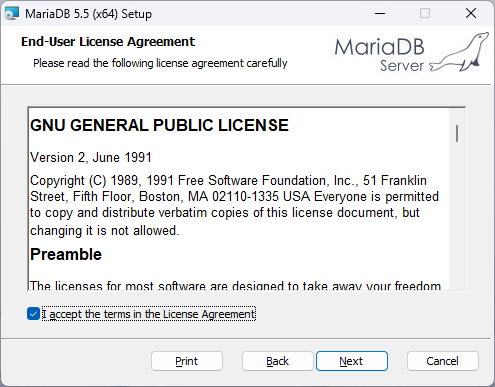 MariaDB 5.5 (x64) Setup
End-User License Agreement
Please read the following license agreement carefully
MariaDB
Server
GNU GENERAL PUBLIC LICENSE
Version 2, June 1991
Copyright (C) 1989, 1991 Free Software Foundation, Inc., 51 Franklin
Street, Fifth Floor, Boston, MA 02110-1335 USA Everyone is permitted
to copy and distribute verbatim copies of this license document, but
changing it is not allowed.
Preamble
The licenses for most software are designed to take away your freedom
I accept the terms in the License Agreement
Print
Back
Next
Cancel